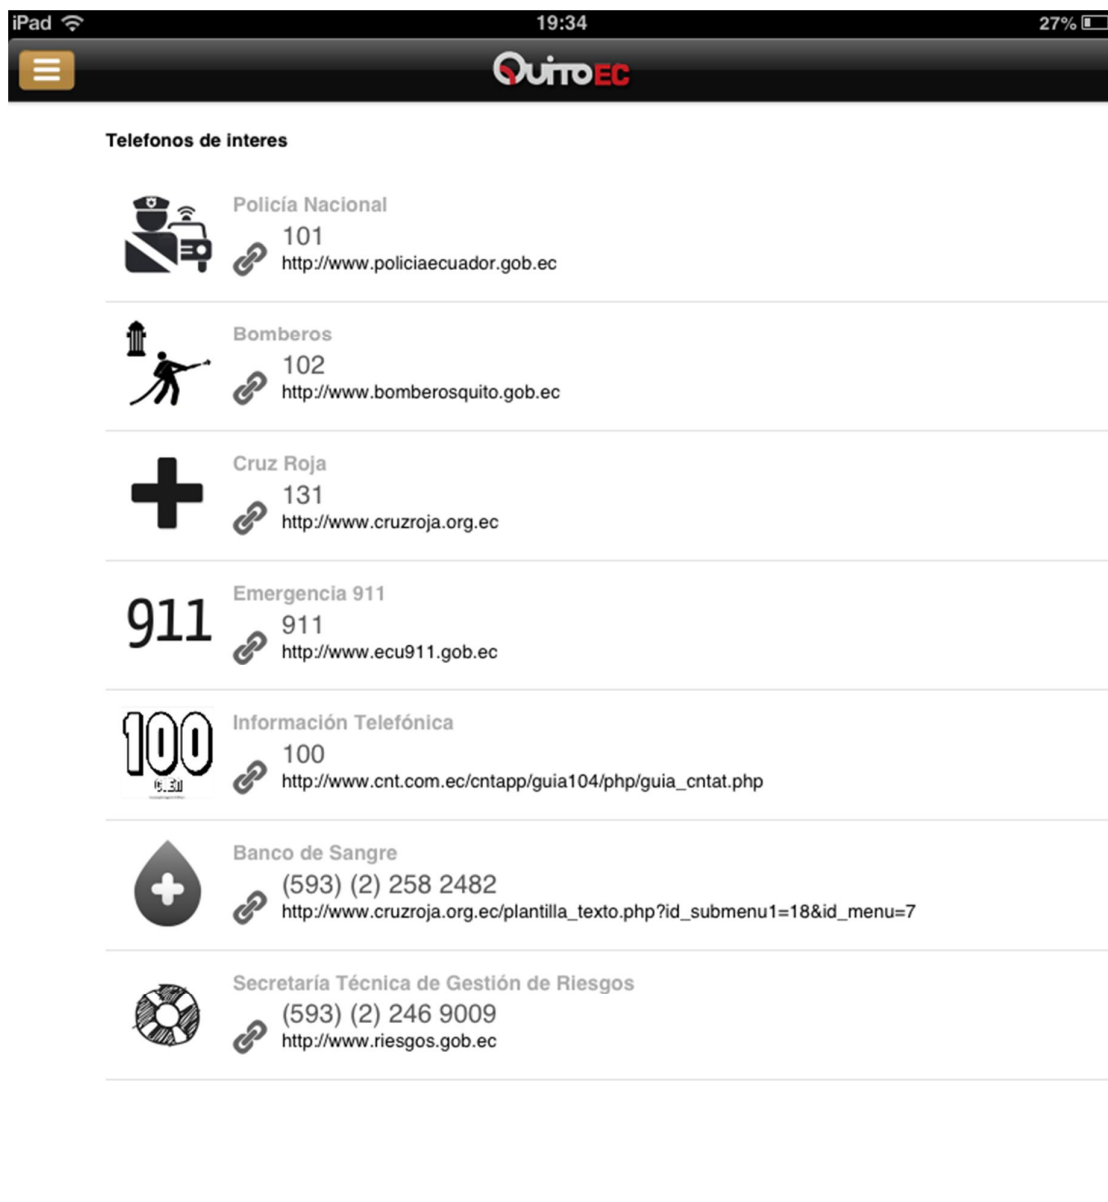 iPad 19:34 27%
QUITOEC
Telefonos de interes
Policía Nacional
101
http://www.policiaecuador.gob.ec
Bomberos
102
http://www.bomberosquito.gob.ec
Cruz Roja
131
http://www.cruzroja.org.ec
911
Emergencia 911
911
http://www.ecu911.gob.ec
100
Información Telefónica
100
http://www.cnt.com.ec/cntapp/guia104/php/guia_cntat.php
Banco de Sangre
(593) (2) 258 2482
http://www.cruzroja.org.ec/plantilla_texto.php?id_submenu1=18&id_menu=7
Secretaría Técnica de Gestión de Riesgos
(593) (2) 246 9009
http://www.riesgos.gob.ec